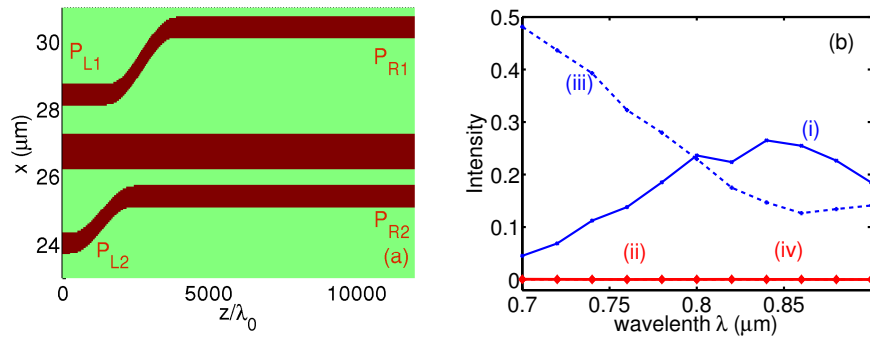 30
28
26
24
x (μm)
P_L1
P_R1
P_L2
P_R2
(a)
0
5000
10000
z/λ_0
0.5
0.4
0.3
0.2
0.1
0
Intensity
(b)
(iii)
(i)
(ii)
(iv)
0.7
0.75
0.8
0.85
wavelenth λ (μm)